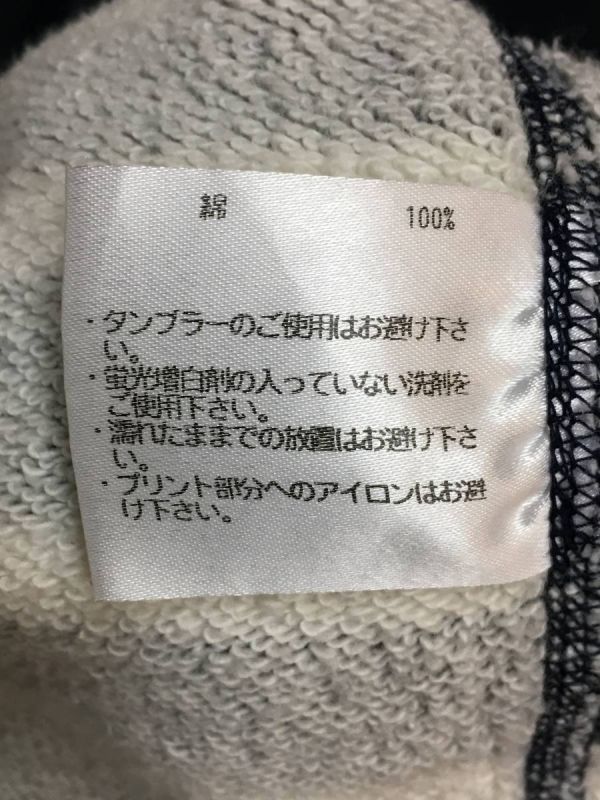 綿 100%
・タンブラーのご使用はお避け下さ
い。
・蛍光増白剤の入っていない洗剤を
ご使用下さい。
・濡れたままでの放置はお避け下さ
い。
・プリント部分へのアイロンはお避
け下さい。